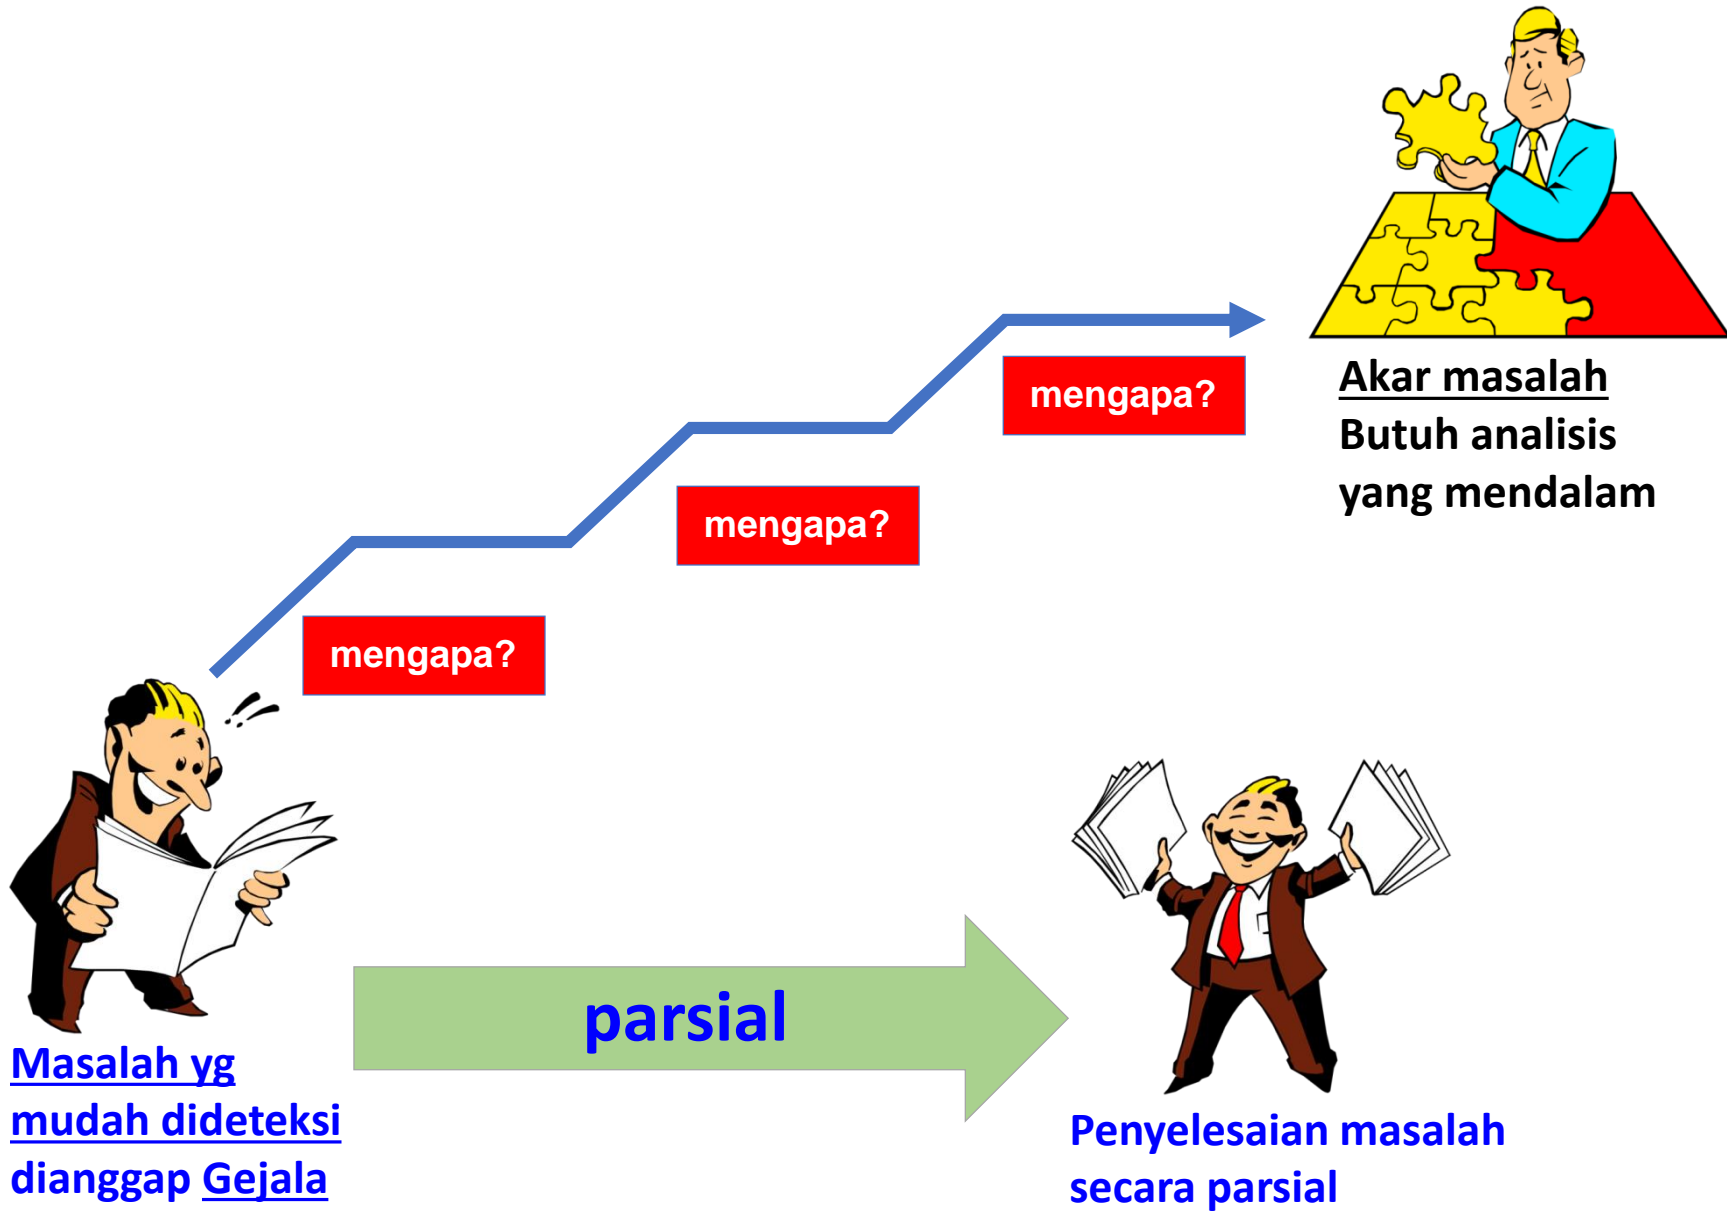 mengapa?
Akar masalah
Butuh analisis
yang mendalam
mengapa?
mengapa?
parsial
Masalah yg
mudah dideteksi
dianggap Gejala
Penyelesaian masalah
secara parsial